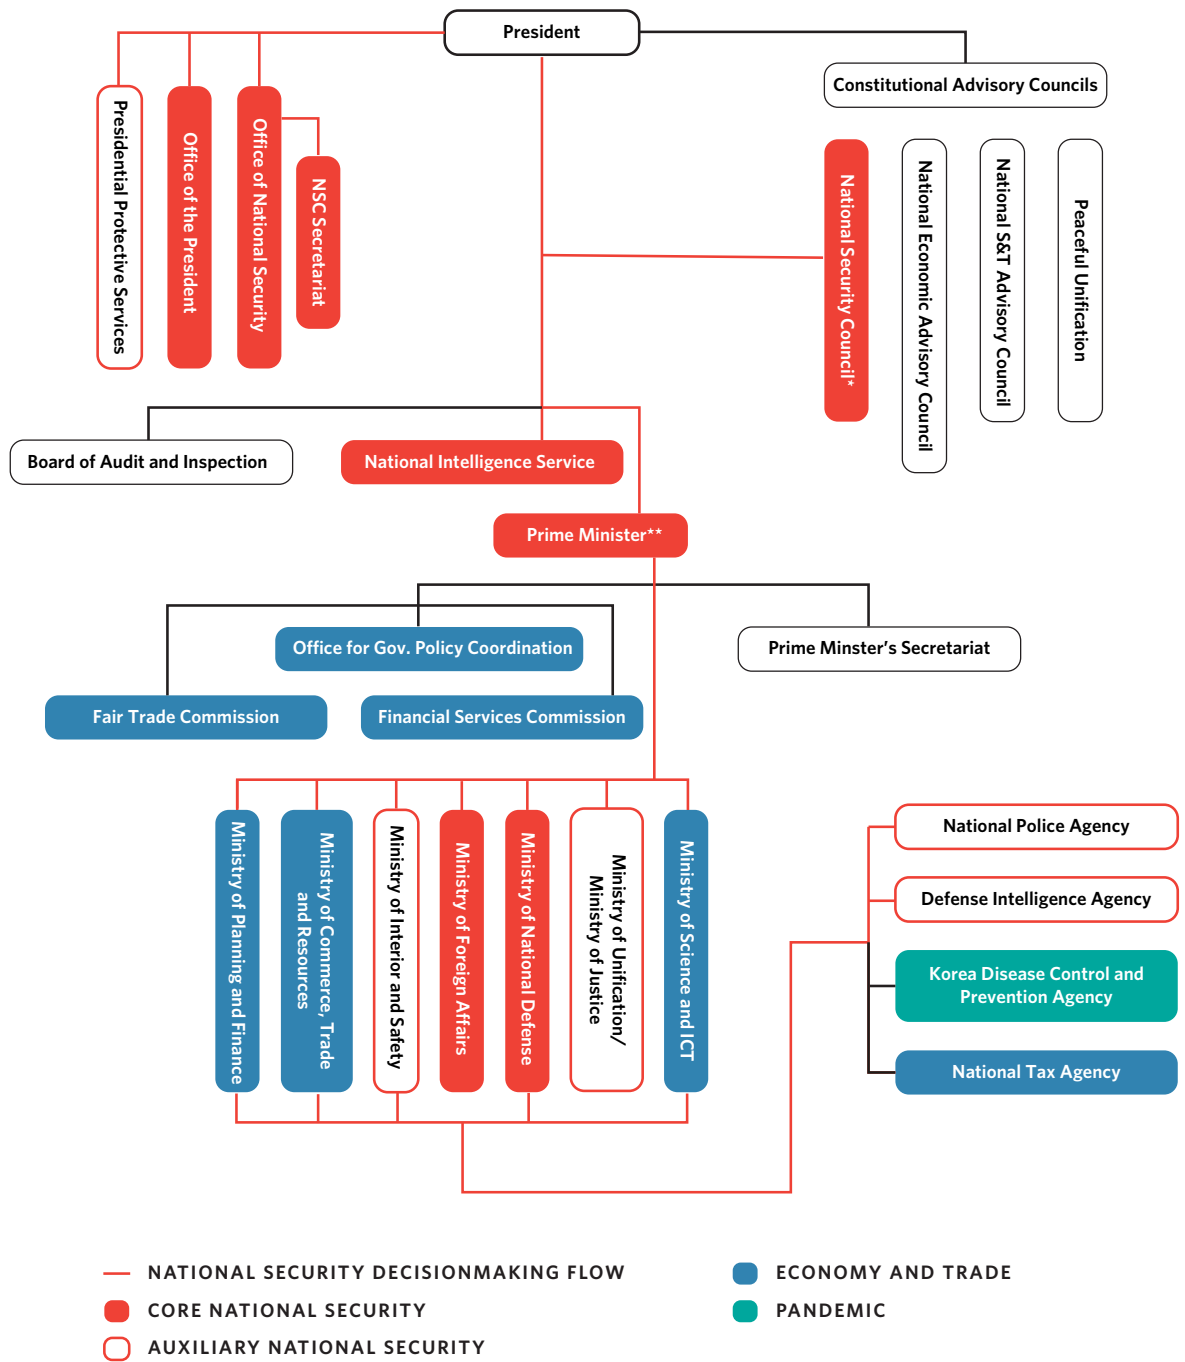 President
Constitutional Advisory Councils
Presidential Protective Services
Office of the President
Office of National Security
NSC Secretariat
National Security Council*
National Economic Advisory Council
National S&T Advisory Council
Peaceful Unification
Board of Audit and Inspection
National Intelligence Service
Prime Minister**
Office for Gov. Policy Coordination
Prime Minster’s Secretariat
Fair Trade Commission
Financial Services Commission
Ministry of Planning and Finance
Ministry of Commerce, Trade
and Resources
Ministry of Interior and Safety
Ministry of Foreign Affairs
Ministry of National Defense
Ministry of Unification/
Ministry of Justice
Ministry of Science and ICT
National Police Agency
Defense Intelligence Agency
Korea Disease Control and
Prevention Agency
National Tax Agency
NATIONAL SECURITY DECISIONMAKING FLOW
CORE NATIONAL SECURITY
AUXILIARY NATIONAL SECURITY
ECONOMY AND TRADE
PANDEMIC